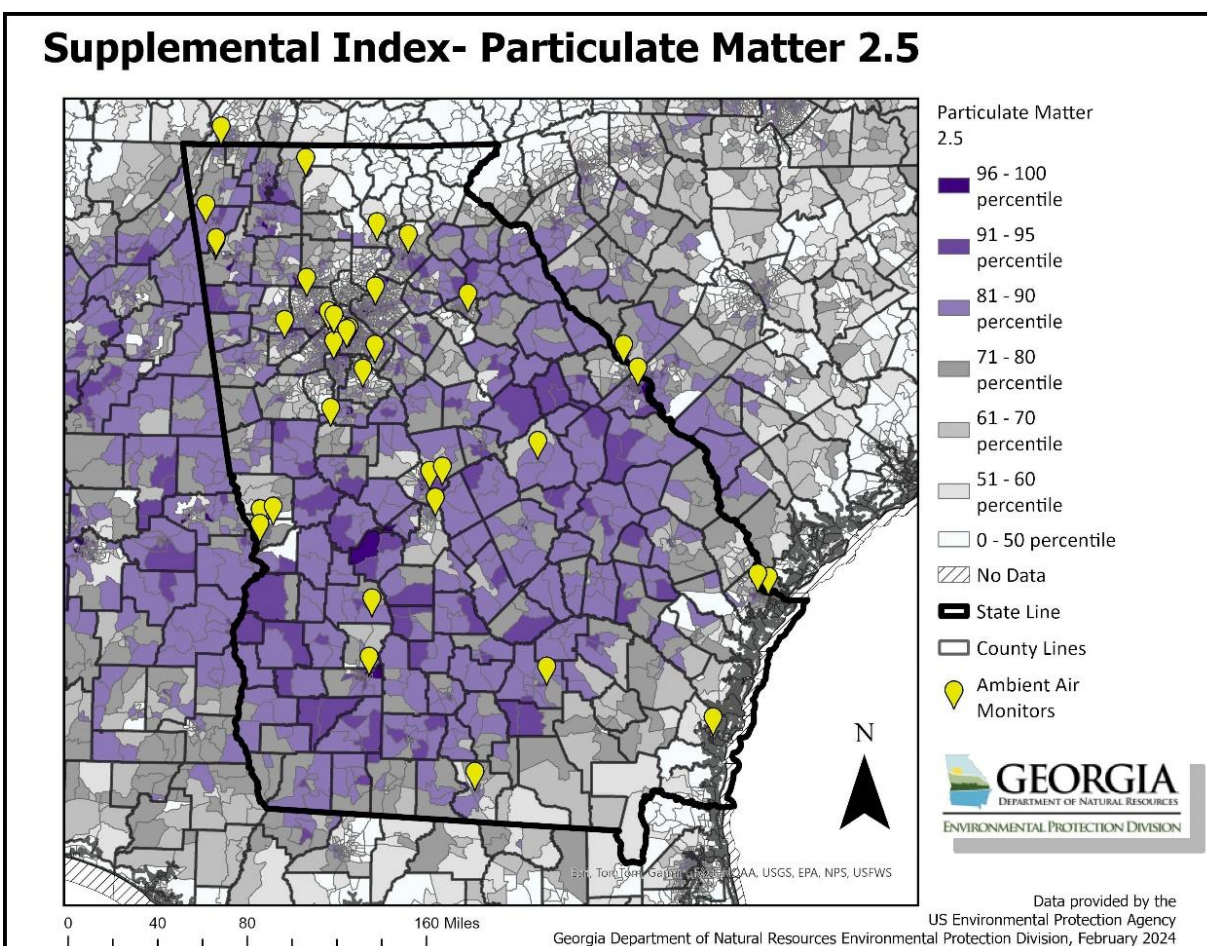 Supplemental Index- Particulate Matter 2.5
Particulate Matter
2.5
96 - 100
percentile
91 - 95
percentile
81 - 90
percentile
71 - 80
percentile
61 - 70
percentile
51 - 60
percentile
0 - 50 percentile
No Data
State Line
County Lines
Ambient Air
Monitors
N
GEORGIA
DEPARTMENT OF NATURAL RESOURCES
ENVIRONMENTAL PROTECTION DIVISION
Esri, TomTom, USGS, EPA, NPS, USFWS
0 40 80 160 Miles
Data provided by the
US Environmental Protection Agency
Georgia Department of Natural Resources Environmental Protection Division, February 2024